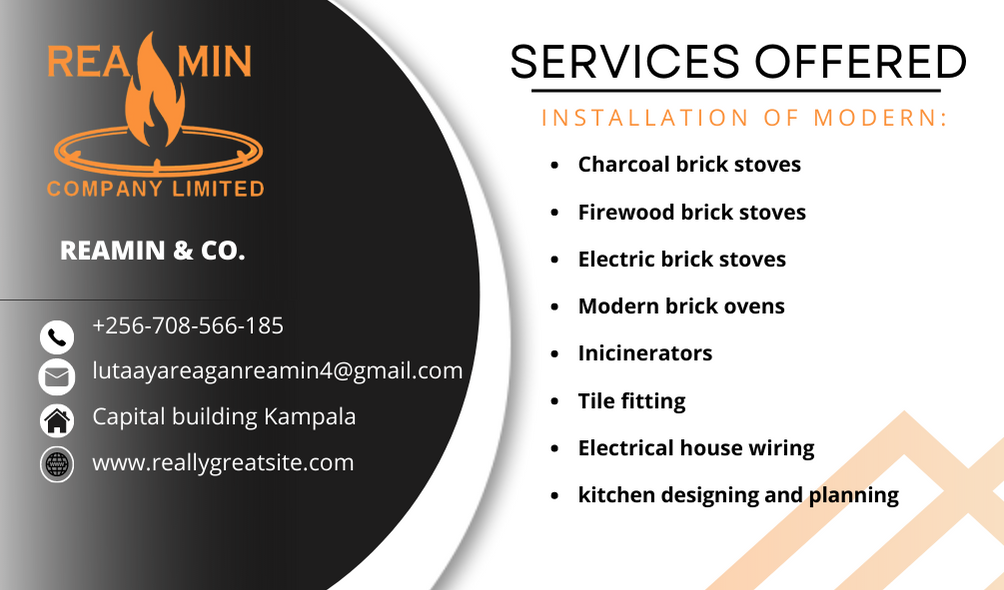 REA MIN
COMPANY LIMITED
REAMIN & CO.
+256-708-566-185
lutaayareaganreamin4@gmail.com
Capital building Kampala
www.reallygreatsite.com
SERVICES OFFERED
INSTALLATION OF MODERN:
• Charcoal brick stoves
• Firewood brick stoves
• Electric brick stoves
• Modern brick ovens
• Inicinerators
• Tile fitting
• Electrical house wiring
• kitchen designing and planning